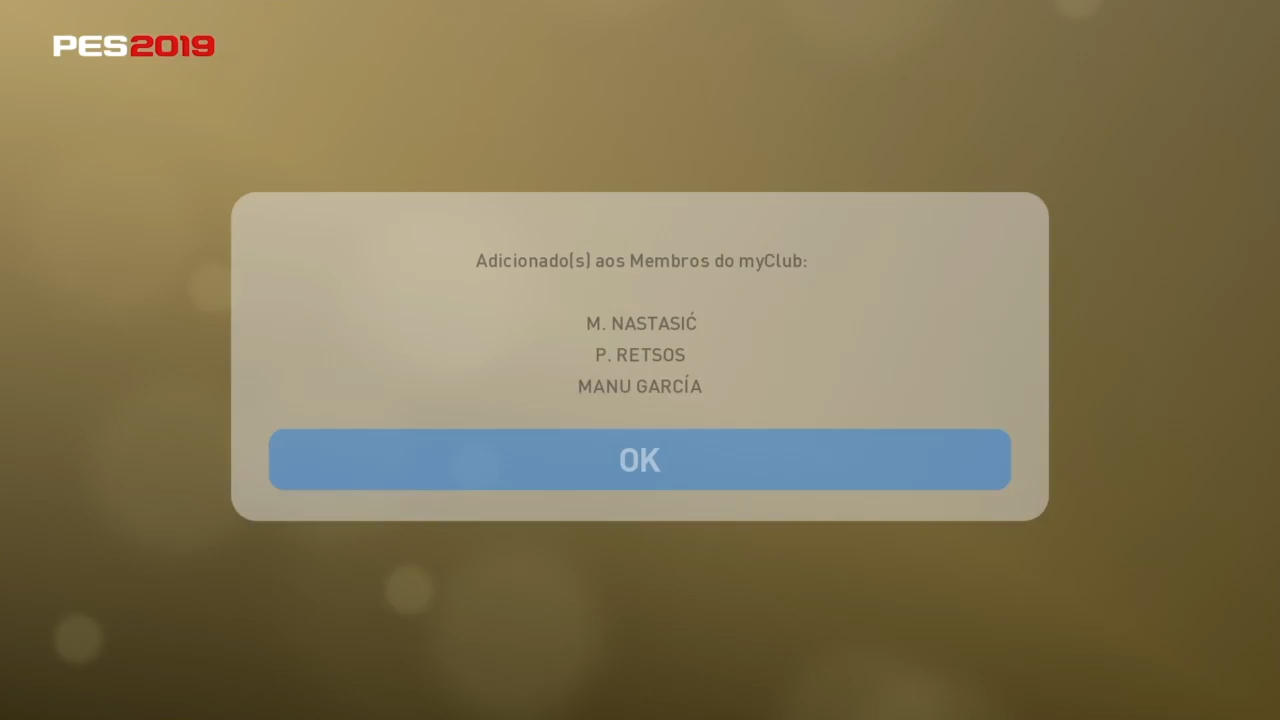 PES2019
Adicionado(s) aos Membros do myClub:
M. NASTASIĆ
P. RETSOS
MANU GARCÍA
OK